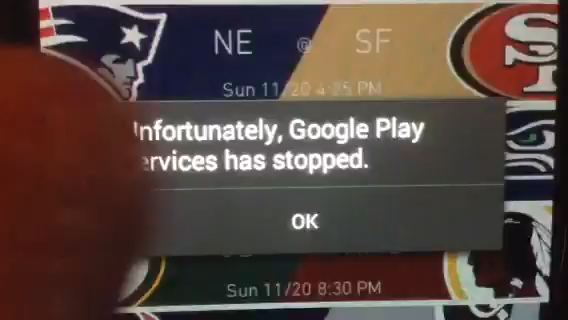 NE @ SF
Sun 11/20 4:25 PM
nfortunately, Google Play
ervices has stopped.
OK
Sun 11/20 8:30 PM